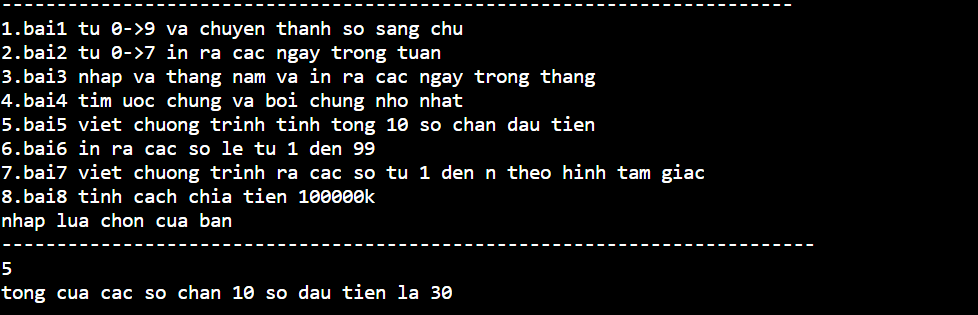 ------------------------------------------------------------------------
1.bai1 tu 0->9 va chuyen thanh so sang chu
2.bai2 tu 0->7 in ra cac ngay trong tuan
3.bai3 nhap va thang nam va in ra cac ngay trong thang
4.bai4 tim uoc chung va boi chung nho nhat
5.bai5 viet chuong trinh tinh tong 10 so chan dau tien
6.bai6 in ra cac so le tu 1 den 99
7.bai7 viet chuong trinh ra cac so tu 1 den n theo hinh tam giac
8.bai8 tinh cach chia tien 100000k
nhap lua chon cua ban
--------------------------------------------------------------------------
5
tong cua cac so chan 10 so dau tien la 30